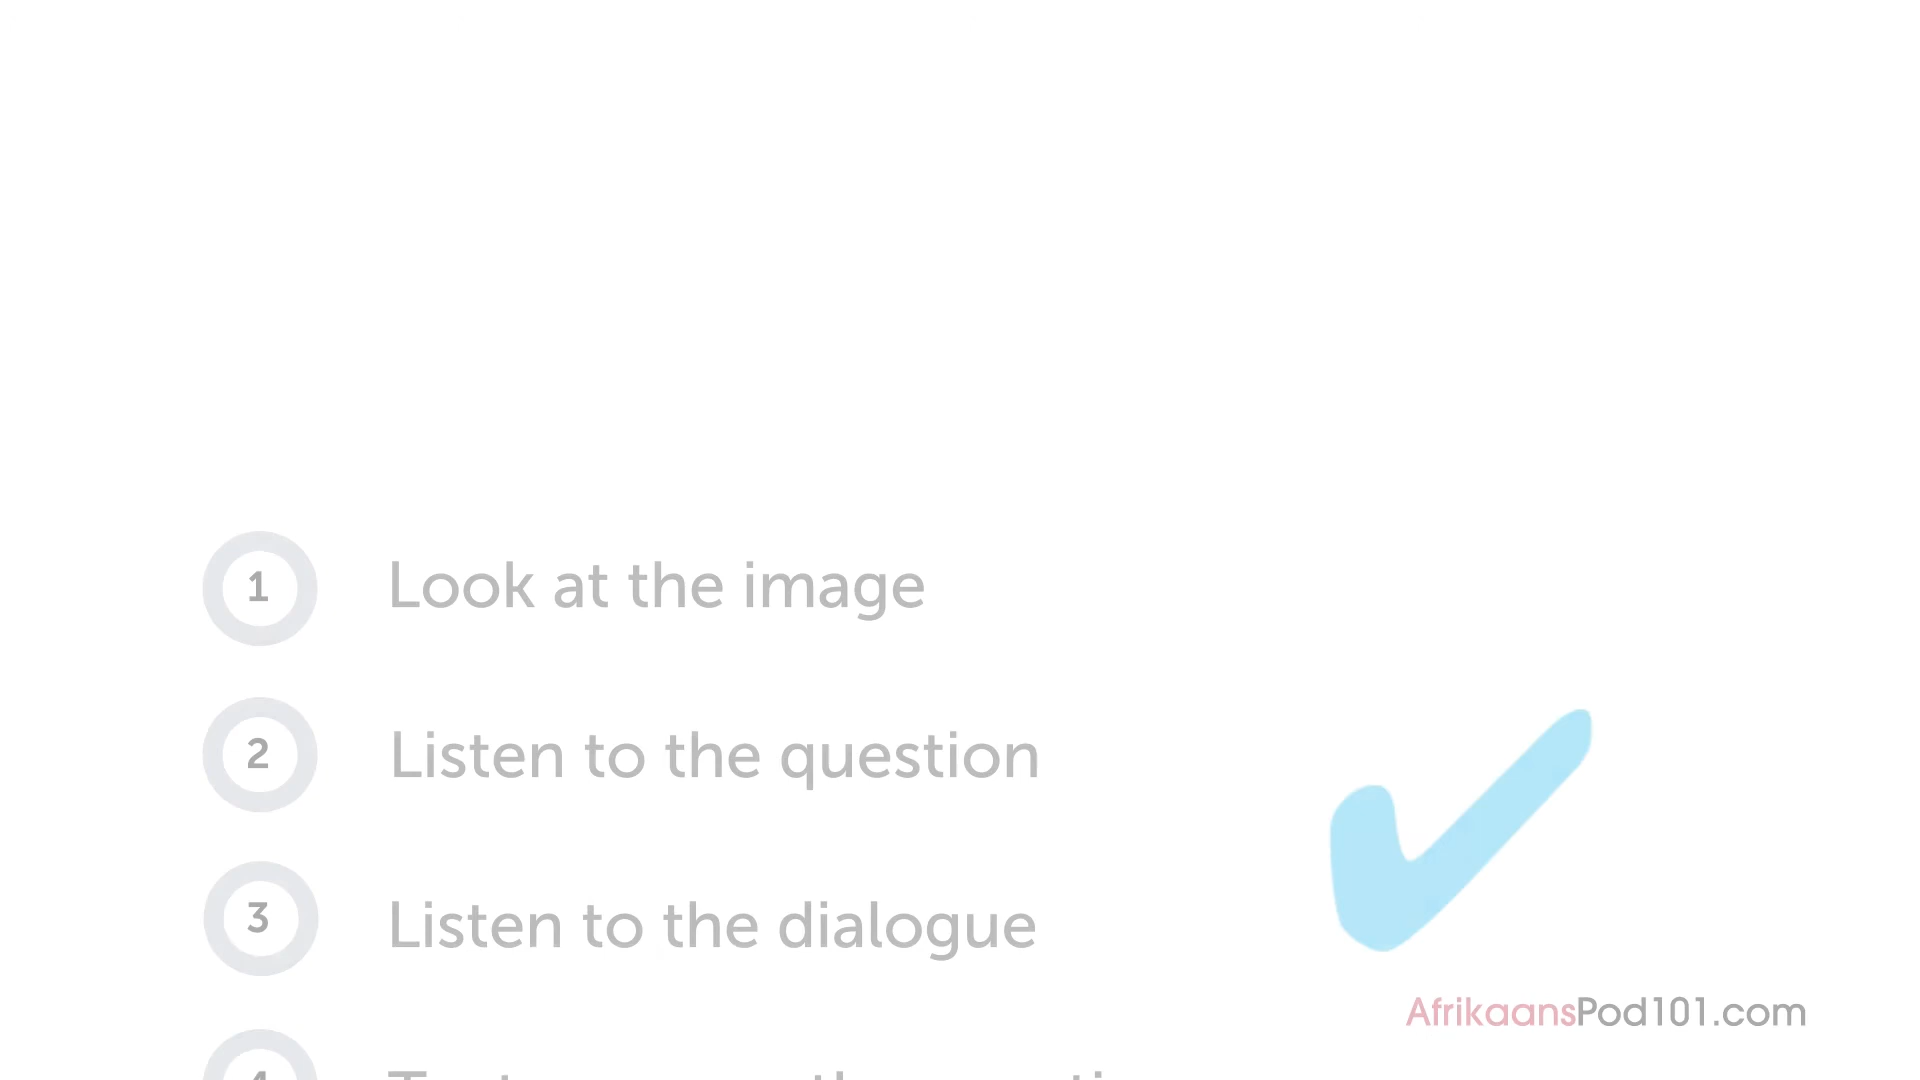 1 Look at the image
2 Listen to the question
3 Listen to the dialogue
AfrikaansPod101.com